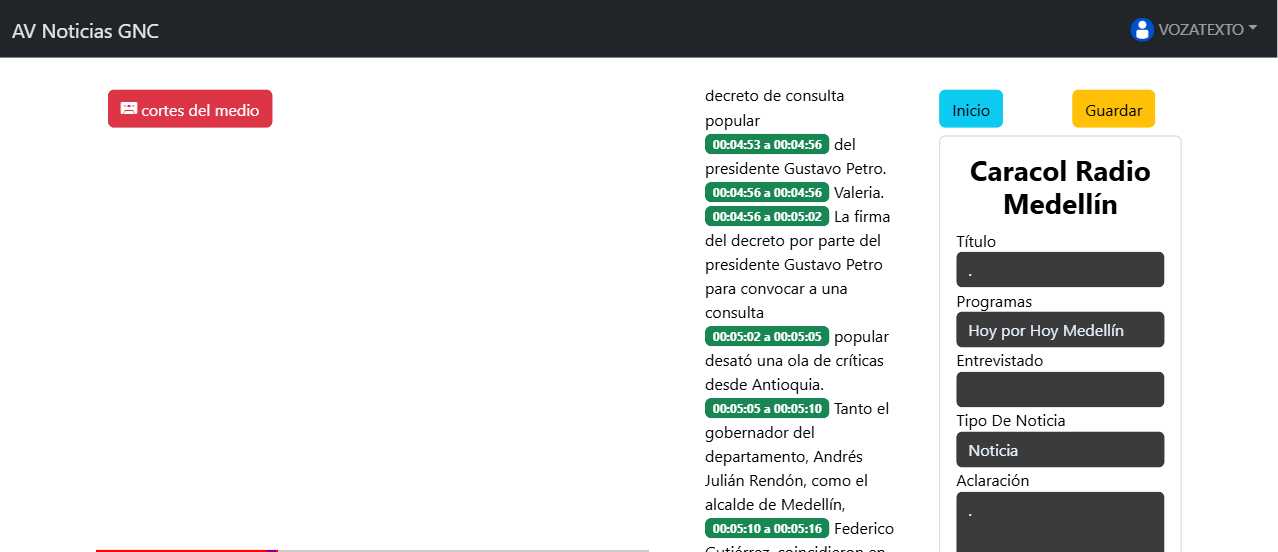 AV Noticias GNC
VOZATEXTO
cortes del medio
decreto de consulta
popular
00:04:53 a 00:04:56 del
presidente Gustavo Petro.
00:04:56 a 00:04:56 Valeria.
00:04:56 a 00:05:02 La firma
del decreto por parte del
presidente Gustavo Petro
para convocar a una
consulta
00:05:02 a 00:05:05 popular
desató una ola de críticas
desde Antioquia.
00:05:05 a 00:05:10 Tanto el
gobernador del
departamento, Andrés
Julián Rendón, como el
alcalde de Medellín,
00:05:10 a 00:05:16 Federico
Gutiérrez, coincidieron en
Inicio
Guardar
Caracol Radio
Medellín
Título
.
Programas
Hoy por Hoy Medellín
Entrevistado
Tipo De Noticia
Noticia
Aclaración
.